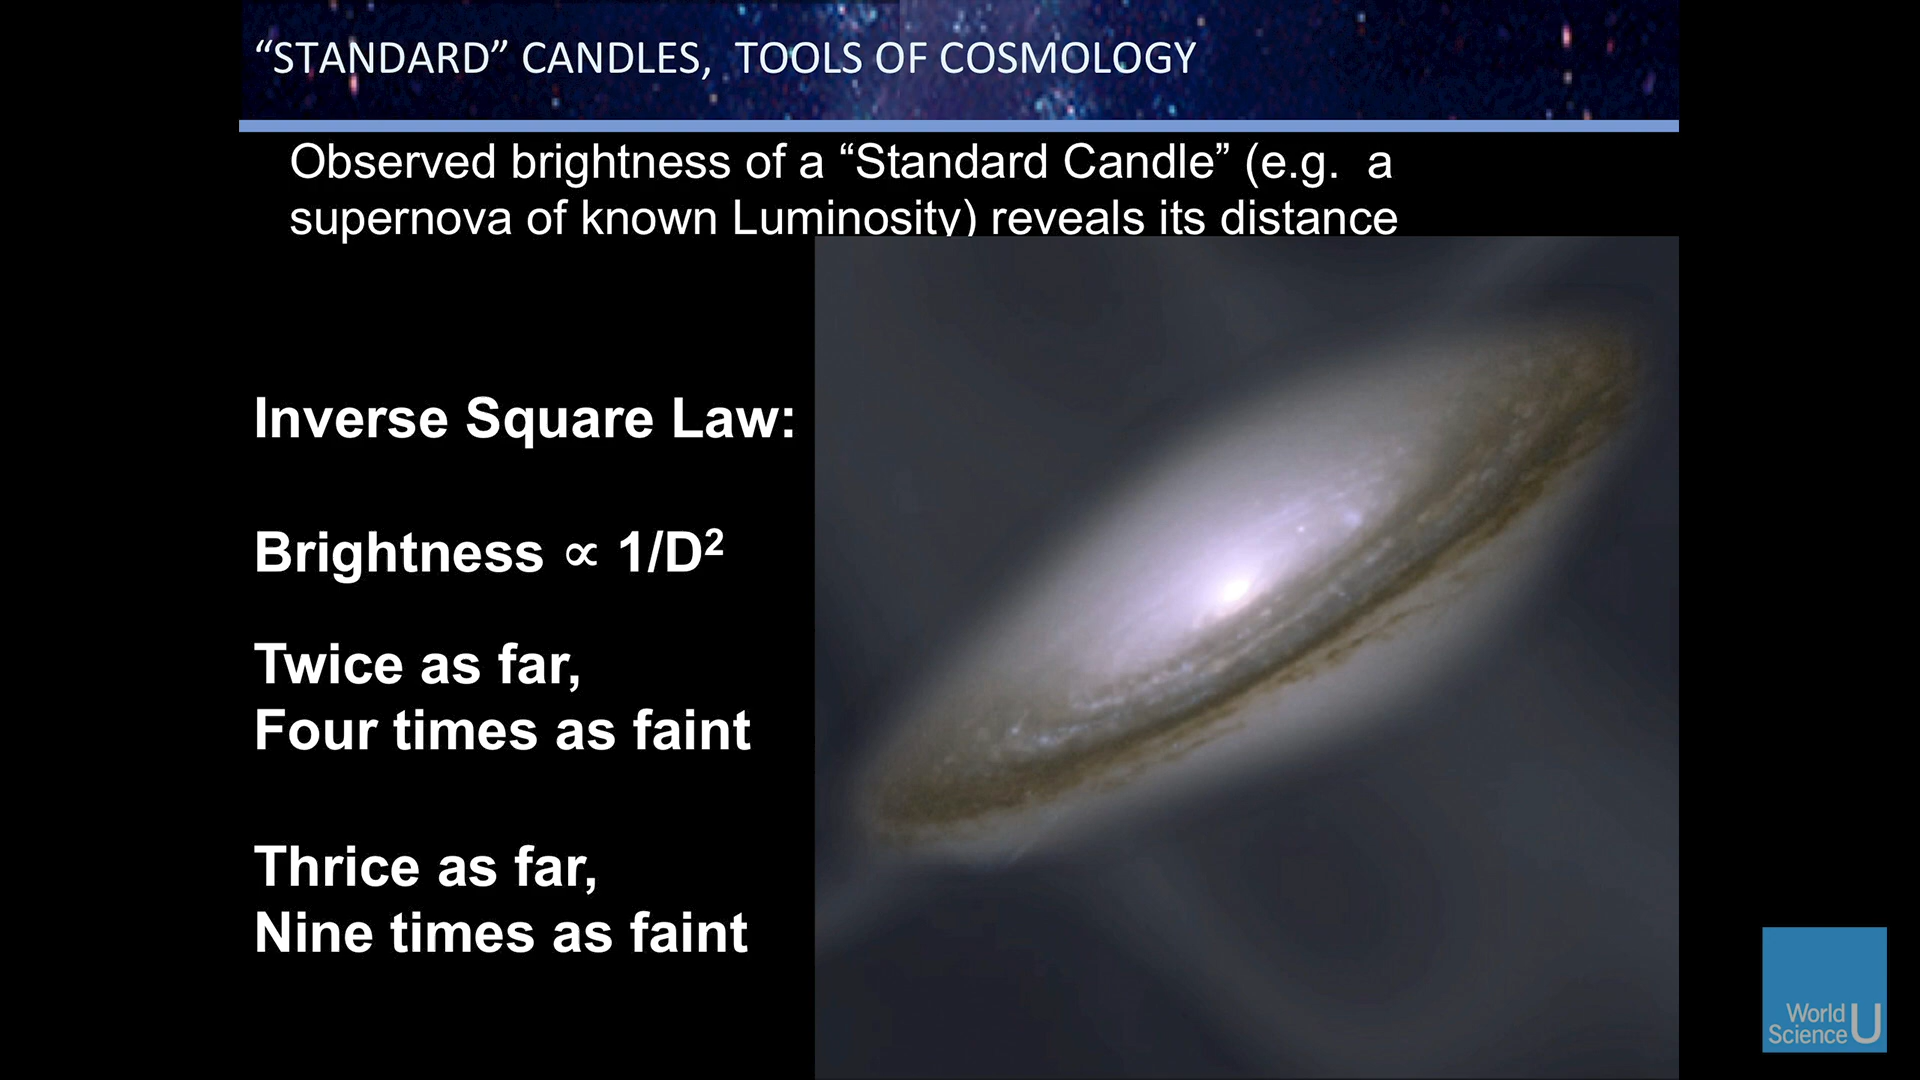 “STANDARD” CANDLES, TOOLS OF COSMOLOGY
Observed brightness of a “Standard Candle” (e.g. a
supernova of known Luminosity) reveals its distance
Inverse Square Law:
Brightness ∝ 1/D²
Twice as far,
Four times as faint
Thrice as far,
Nine times as faint
World
Science U